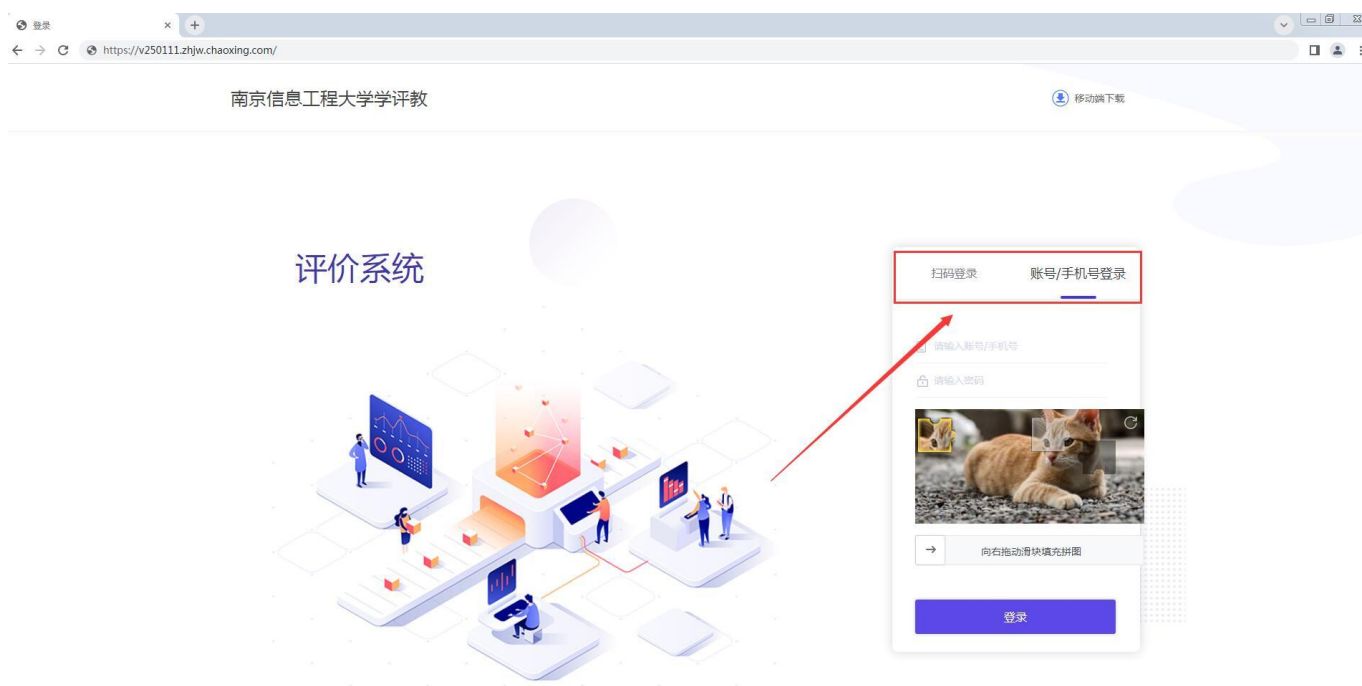 登录
https://v250111.zhjw.chaoxing.com/
南京信息工程大学学评教
移动端下载
评价系统
扫码登录 账号/手机号登录
请输入账号/手机号
请输入密码
向右拖动滑块填充拼图
登录